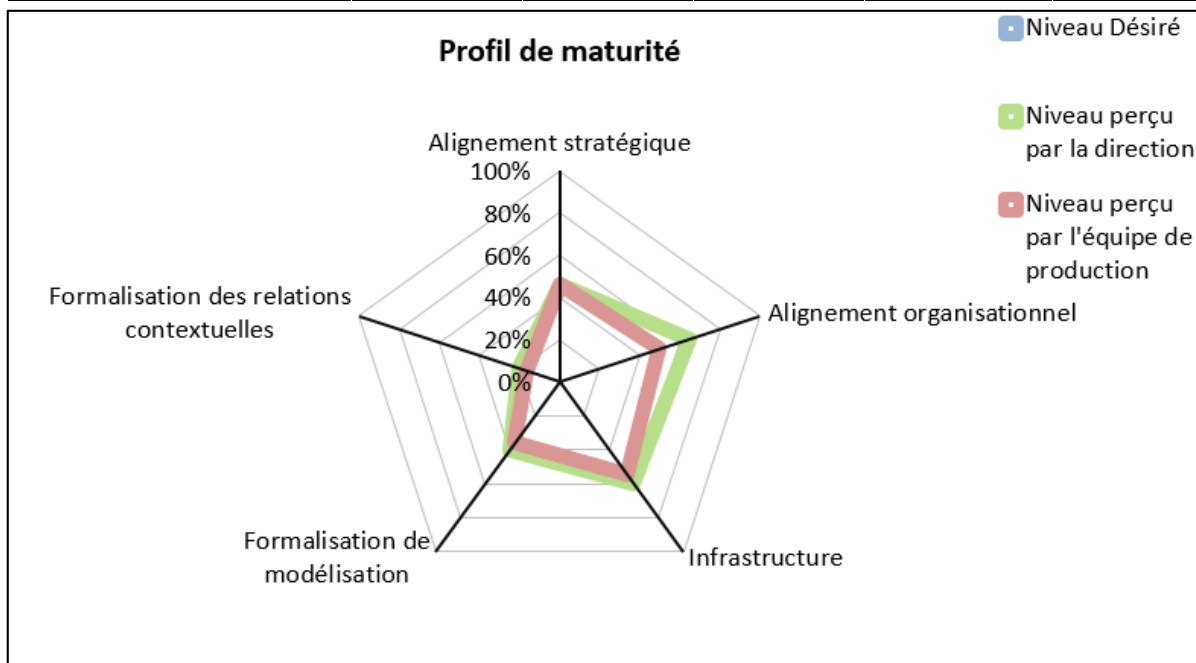 Profil de maturité
Niveau Désiré
Niveau perçu
par la direction
Niveau perçu
par l'équipe de
production
Alignement stratégique
100%
80%
60%
40%
20%
0%
Formalisation des relations
contextuelles
Alignement organisationnel
Formalisation de
modélisation
Infrastructure